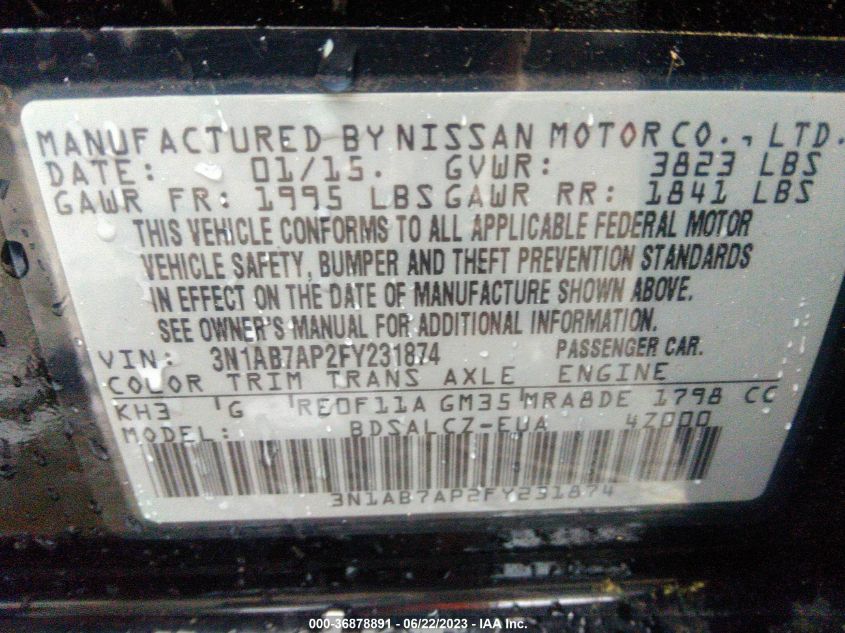 MANUFACTURED BY NISSAN MOTOR CO., LTD.
DATE: 01/15. GVWR: 3823 LBS
GAWR FR: 1995 LBS GAWR RR: 1841 LBS
THIS VEHICLE CONFORMS TO ALL APPLICABLE FEDERAL MOTOR
VEHICLE SAFETY, BUMPER AND THEFT PREVENTION STANDARDS
IN EFFECT ON THE DATE OF MANUFACTURE SHOWN ABOVE.
SEE OWNER'S MANUAL FOR ADDITIONAL INFORMATION.
VIN: 3N1AB7AP2FY231874 PASSENGER CAR.
COLOR TRIM TRANS AXLE ENGINE
KH3 'G 'RE0F11A GM35 'MRA8DE 1798 CC
MODEL: BDSALCZ-EUA 4Z000
3N1AB7AP2FY231874
000-36878891 - 06/22/2023 - IAA Inc.